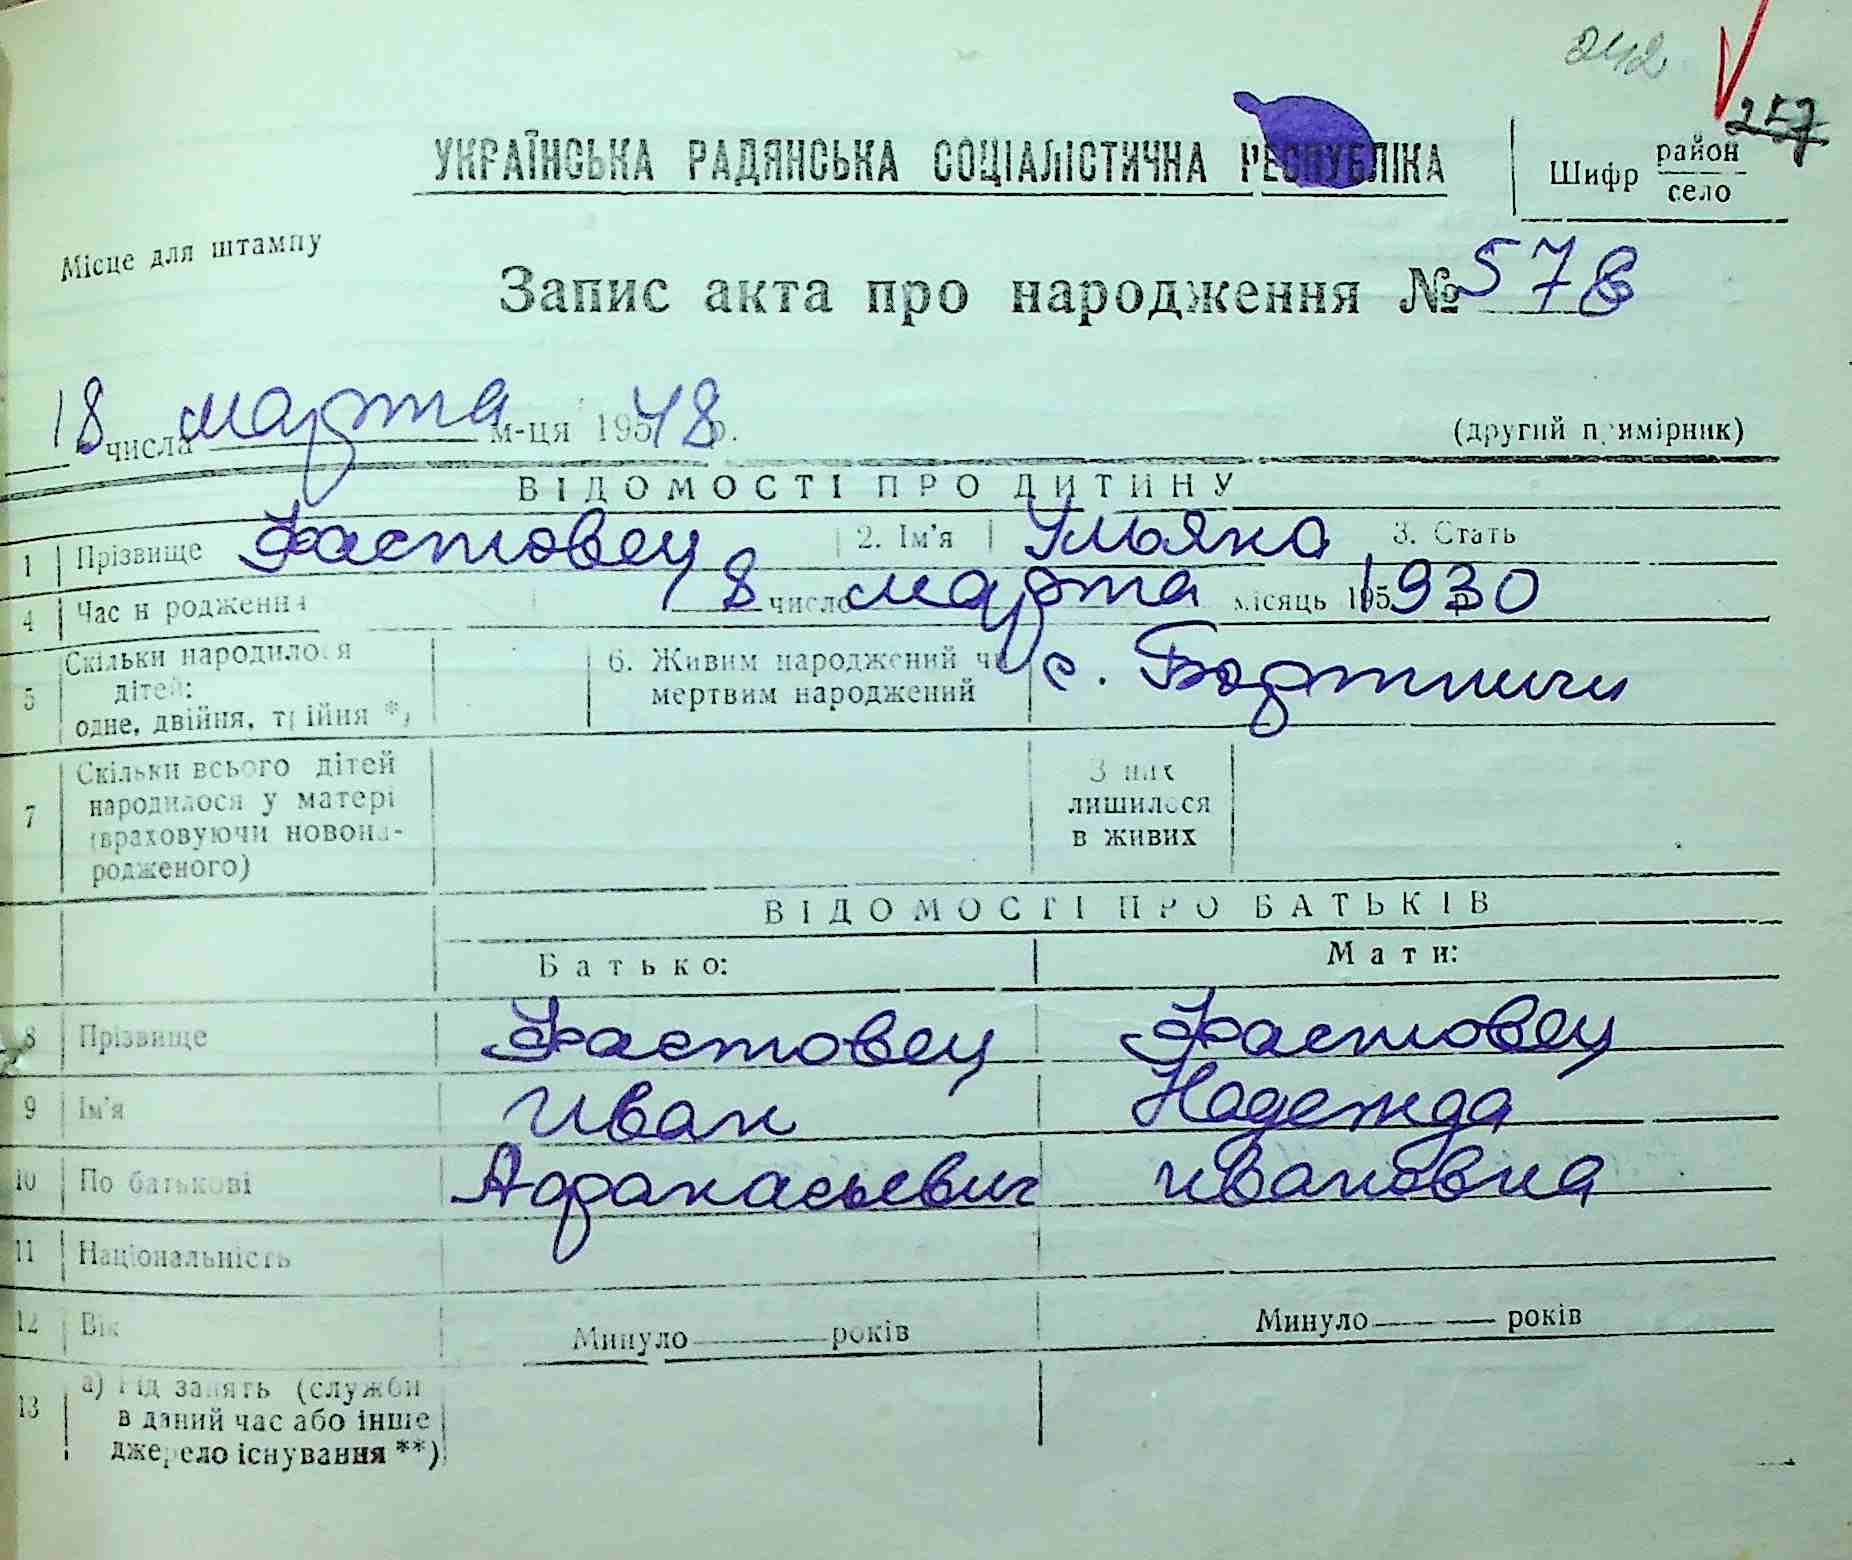 242
257
УКРАЇНСЬКА РАДЯНСЬКА СОЦІАЛІСТИЧНА РЕСПУБЛІКА
Шифр район
село
Місце для штампу
Запис акта про народження № 578
18 числа марта м-ця 195 48 р.
(другий примірник)
ВІДОМОСТІ ПРО ДИТИНУ
1 Прізвище Фастовец 2. Ім'я Ульяна 3. Стать
4 Час народження 8 число марта місяць 195 1930 р.
5 Скільки народилося дітей: одне, двійня, трійня *) 6. Живим народжений чи мертвим народжений с. Бортничи
7 Скільки всього дітей народилося у матері (враховуючи новонародженого) З них лишилося в живих
ВІДОМОСТІ ПРО БАТЬКІВ
Батько: Мати:
8 Прізвище Фастовец Фастовец
9 Ім'я Иван Надежда
10 По батькові Афанасьевич Ивановна
11 Національність
12 Вік Минуло років Минуло років
13 а) Рід занять (служби
в даний час або інше
джерело існування **)